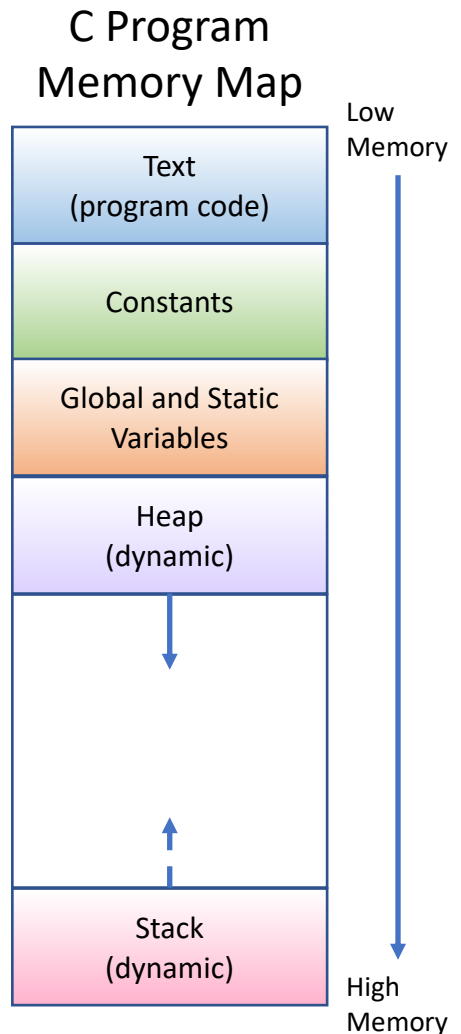 C Program
Memory Map
Low
Memory
Text
(program code)
Constants
Global and Static
Variables
Heap
(dynamic)
Stack
(dynamic)
High
Memory